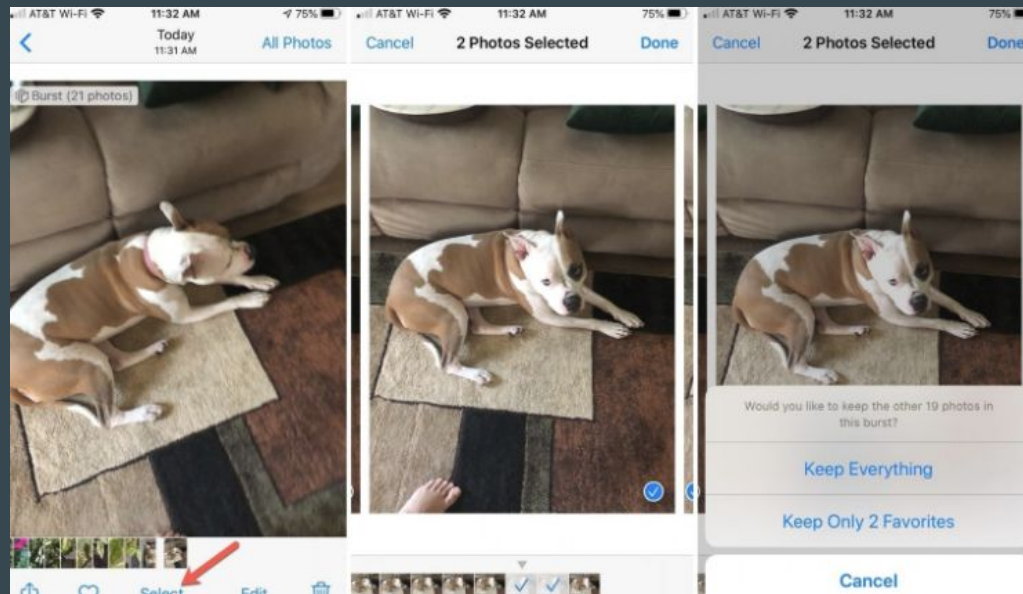 AT&T Wi-Fi 11:32 AM 75%
Today
11:31 AM
All Photos
Burst (21 photos)
Select
Edit
AT&T Wi-Fi 11:32 AM 75%
Cancel
2 Photos Selected
Done
AT&T Wi-Fi 11:32 AM 75%
Cancel
2 Photos Selected
Done
Would you like to keep the other 19 photos in
this burst?
Keep Everything
Keep Only 2 Favorites
Cancel